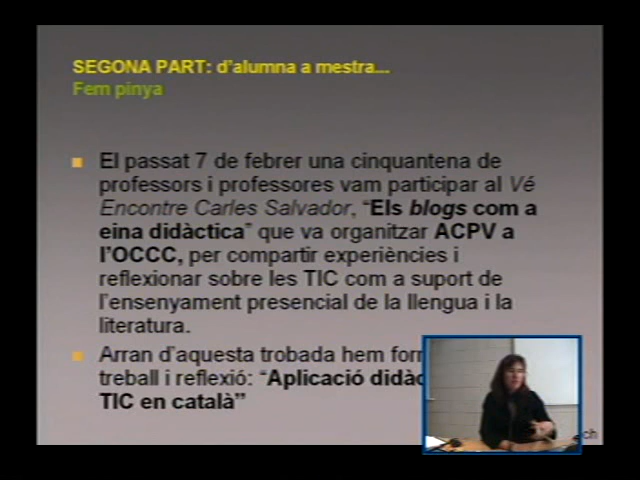 SEGONA PART: d'alumna a mestra...
Fem pinya
El passat 7 de febrer una cinquantena de
professors i professores vam participar al Vé
Encontre Carles Salvador, “Els blogs com a
eina didàctica” que va organitzar ACPV a
l'OCCC, per compartir experiències i
reflexionar sobre les TIC com a suport de
l'ensenyament presencial de la llengua i la
literatura.
Arran d'aquesta trobada hem
treball i reflexió: “Aplicació
TIC en català”